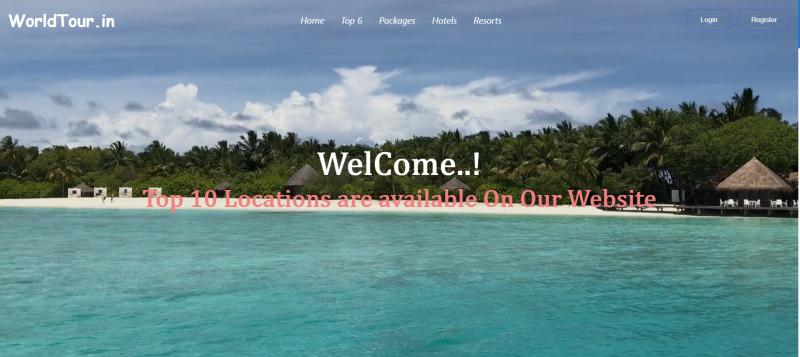 WorldTour.in
Home Top 6 Packages Hotels Resorts
Login Register
WelCome..!
Top 10 Locations are available On Our Website